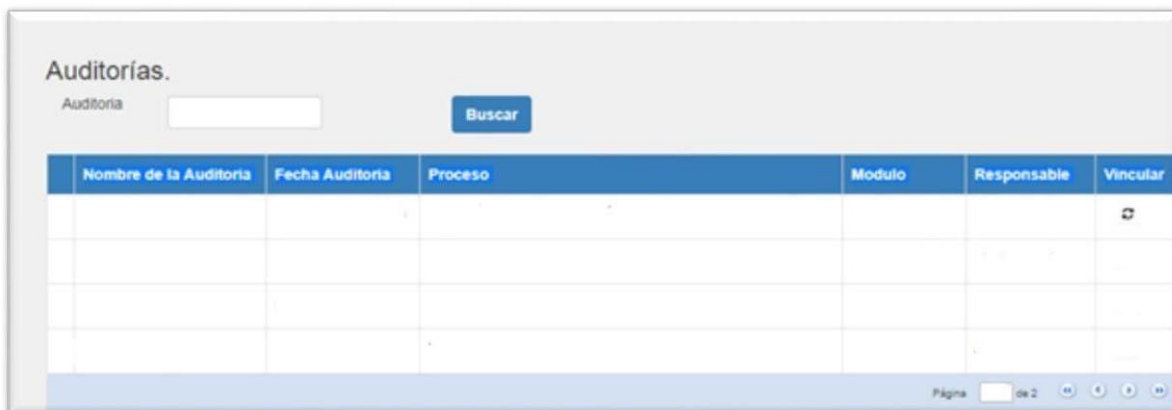 Auditorías.
Auditoria
Buscar
Nombre de la Auditoria Fecha Auditoria Proceso Modulo Responsable Vincular
Página de 2